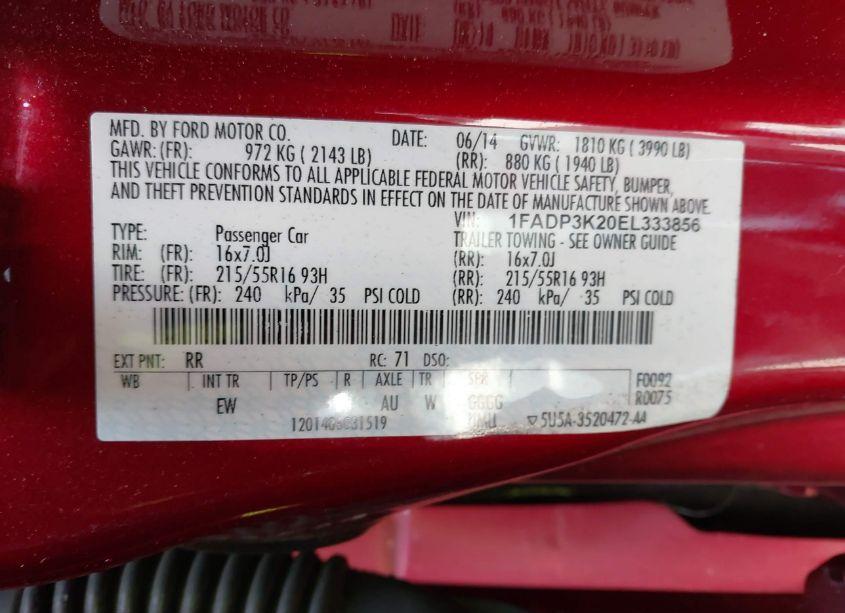 MFD. BY FORD MOTOR CO. DATE: 06/14 GVWR: 1810 KG ( 3990 LB)
GAWR: (FR): 972 KG ( 2143 LB) (RR): 880 KG ( 1940 LB)
THIS VEHICLE CONFORMS TO ALL APPLICABLE FEDERAL MOTOR VEHICLE SAFETY, BUMPER,
AND THEFT PREVENTION STANDARDS IN EFFECT ON THE DATE OF MANUFACTURE SHOWN ABOVE.
VIN: 1FADP3K20EL333856
TYPE: Passenger Car TRAILER TOWING - SEE OWNER GUIDE
RIM: (FR) 16x7.0J (RR): 16x7.0J
TIRE: (FR): 215/55R16 93H (RR): 215/55R16 93H
PRESSURE: (FR): 240 kPa/ 35 PSI COLD (RR): 240 kPa/ 35 PSI COLD
EXT PNT: RR RC: 71 DSO:
WB INT TR TP/PS R AXLE TR SPR F0092
EW AU W GGGG R0075
▽ 5U5A-3520472-AA